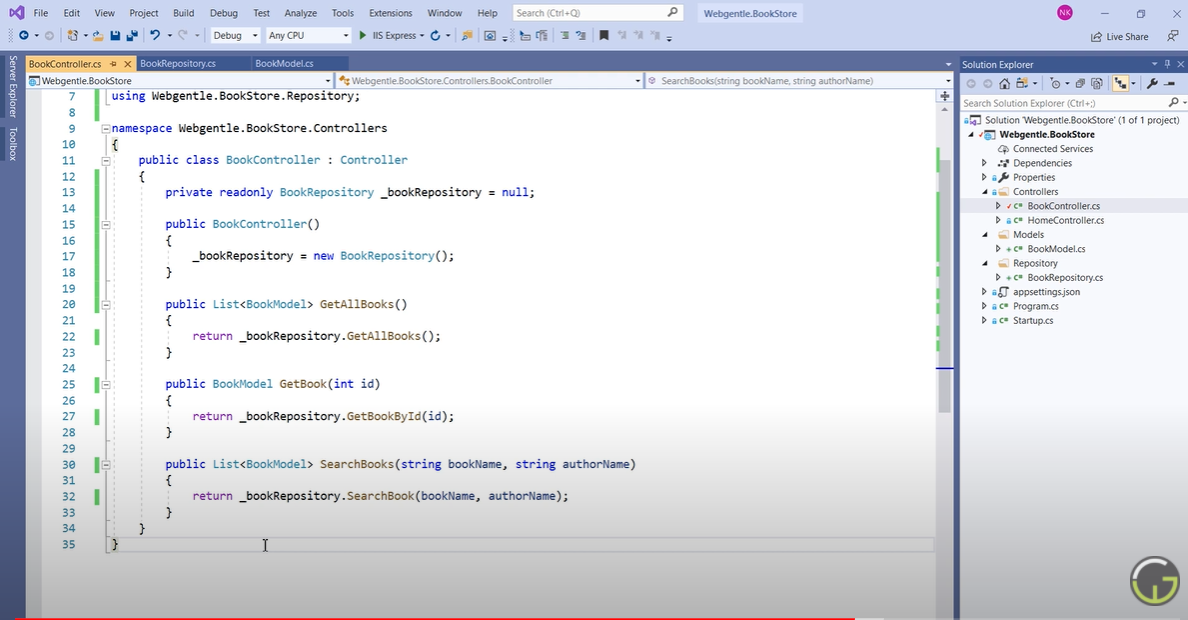 File Edit View Project Build Debug Test Analyze Tools Extensions Window Help Search (Ctrl+Q) Webgentle.BookStore NK
Debug Any CPU IIS Express Live Share
Server Explorer
Toolbox
BookController.cs BookRepository.cs BookModel.cs
Webgentle.BookStore Webgentle.BookStore.Controllers.BookController SearchBooks(string bookName, string authorName)
7 using Webgentle.BookStore.Repository;
8
9 namespace Webgentle.BookStore.Controllers
10 {
11 public class BookController : Controller
12 {
13 private readonly BookRepository _bookRepository = null;
14
15 public BookController()
16 {
17 _bookRepository = new BookRepository();
18 }
19
20 public List<BookModel> GetAllBooks()
21 {
22 return _bookRepository.GetAllBooks();
23 }
24
25 public BookModel GetBook(int id)
26 {
27 return _bookRepository.GetBookById(id);
28 }
29
30 public List<BookModel> SearchBooks(string bookName, string authorName)
31 {
32 return _bookRepository.SearchBook(bookName, authorName);
33 }
34 }
35 }
Solution Explorer
Search Solution Explorer (Ctrl+;)
Solution 'Webgentle.BookStore' (1 of 1 project)
Webgentle.BookStore
Connected Services
Dependencies
Properties
Controllers
BookController.cs
HomeController.cs
Models
BookModel.cs
Repository
BookRepository.cs
appsettings.json
Program.cs
Startup.cs